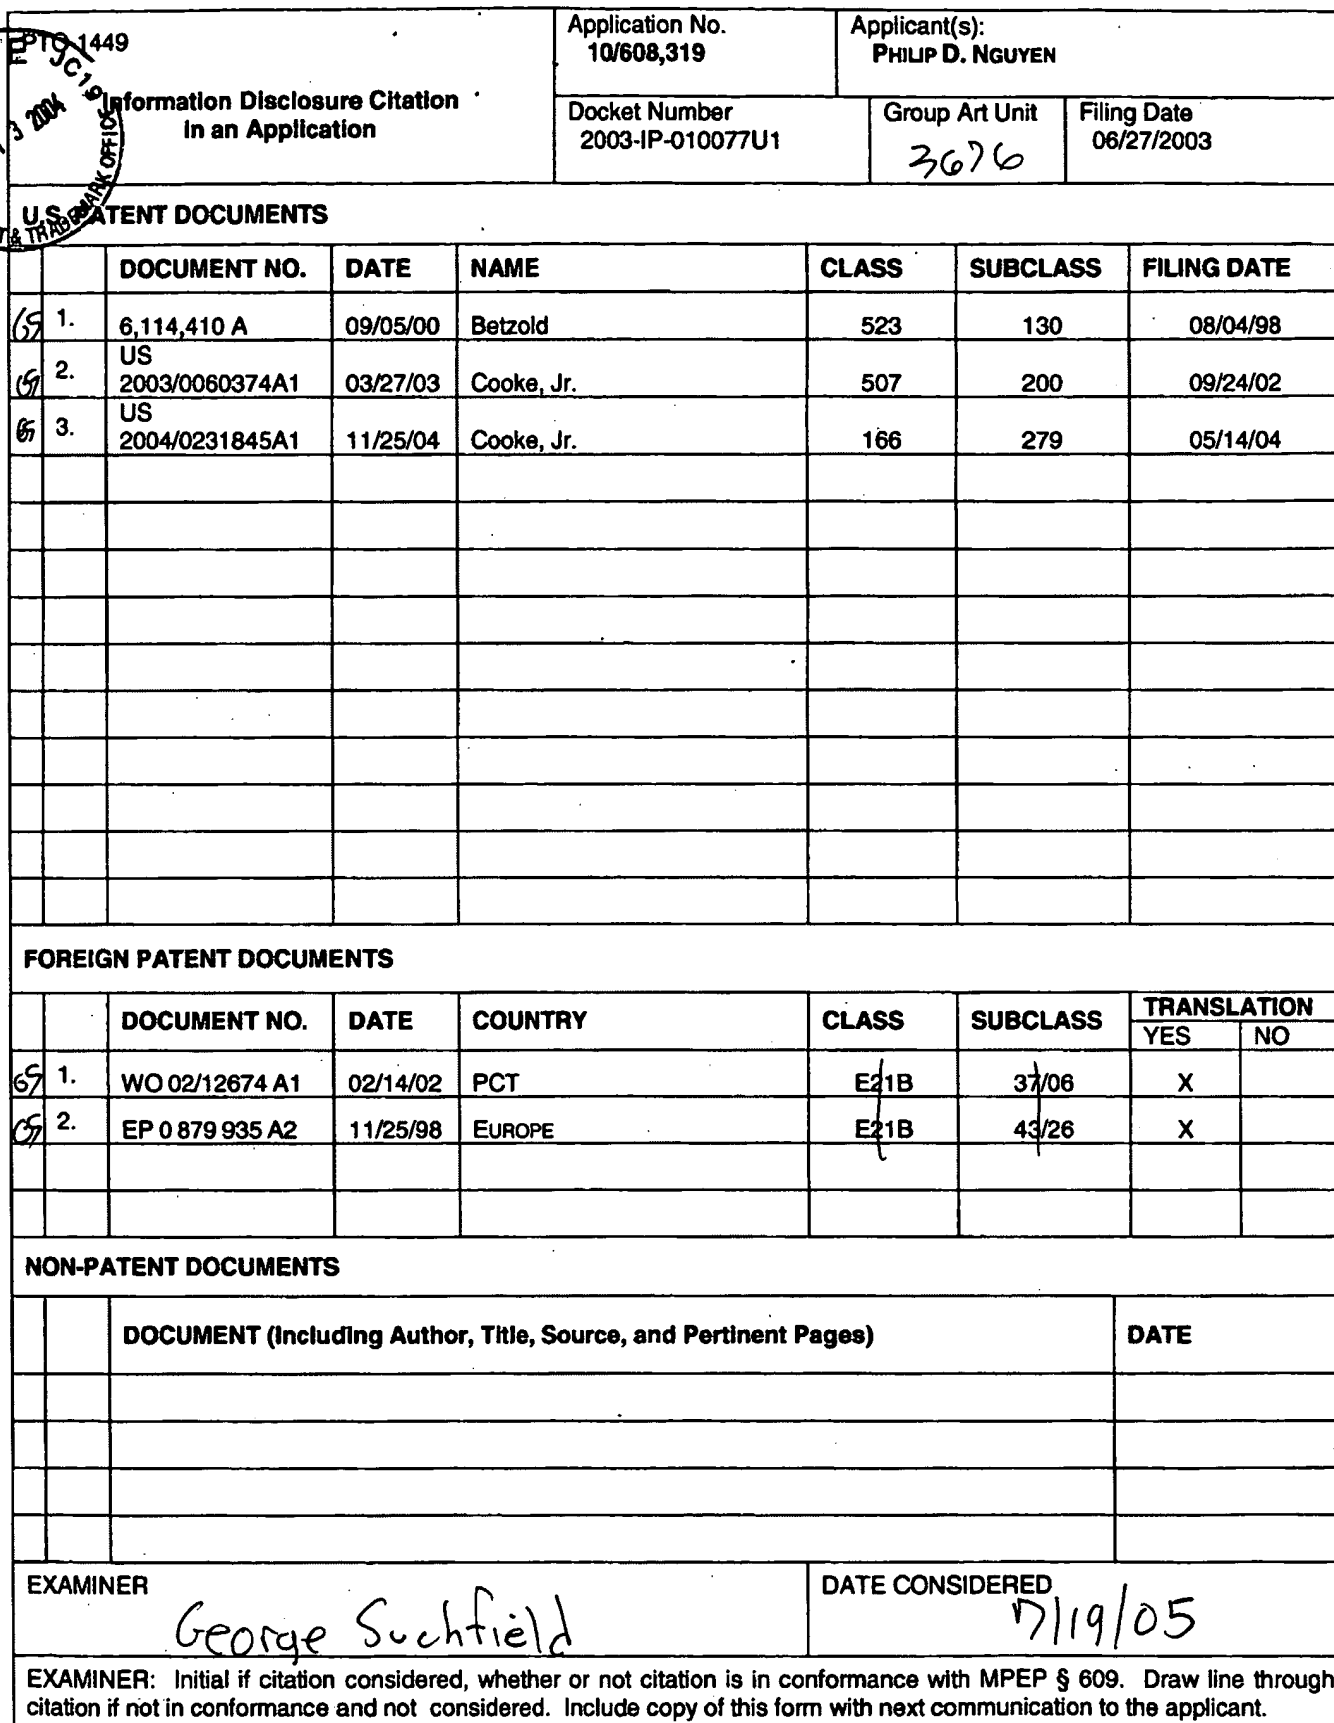 PTO 1449
JC19
3 2004
OFFICE
TRADEMARK
Information Disclosure Citation
in an Application
Application No.
10/608,319
Applicant(s):
PHILIP D. NGUYEN
Docket Number
2003-IP-010077U1
Group Art Unit
3676
Filing Date
06/27/2003
U.S. PATENT DOCUMENTS
DOCUMENT NO. DATE NAME CLASS SUBCLASS FILING DATE
GS 1. 6,114,410 A 09/05/00 Betzold 523 130 08/04/98
GS 2. US
2003/0060374A1 03/27/03 Cooke, Jr. 507 200 09/24/02
GS 3. US
2004/0231845A1 11/25/04 Cooke, Jr. 166 279 05/14/04
FOREIGN PATENT DOCUMENTS
DOCUMENT NO. DATE COUNTRY CLASS SUBCLASS TRANSLATION
YES NO
GS 1. WO 02/12674 A1 02/14/02 PCT E21B 37/06 X
GS 2. EP 0 879 935 A2 11/25/98 EUROPE E21B 43/26 X
NON-PATENT DOCUMENTS
DOCUMENT (Including Author, Title, Source, and Pertinent Pages) DATE
EXAMINER
George Suchfield
DATE CONSIDERED
7/19/05
EXAMINER: Initial if citation considered, whether or not citation is in conformance with MPEP § 609. Draw line through
citation if not in conformance and not considered. Include copy of this form with next communication to the applicant.